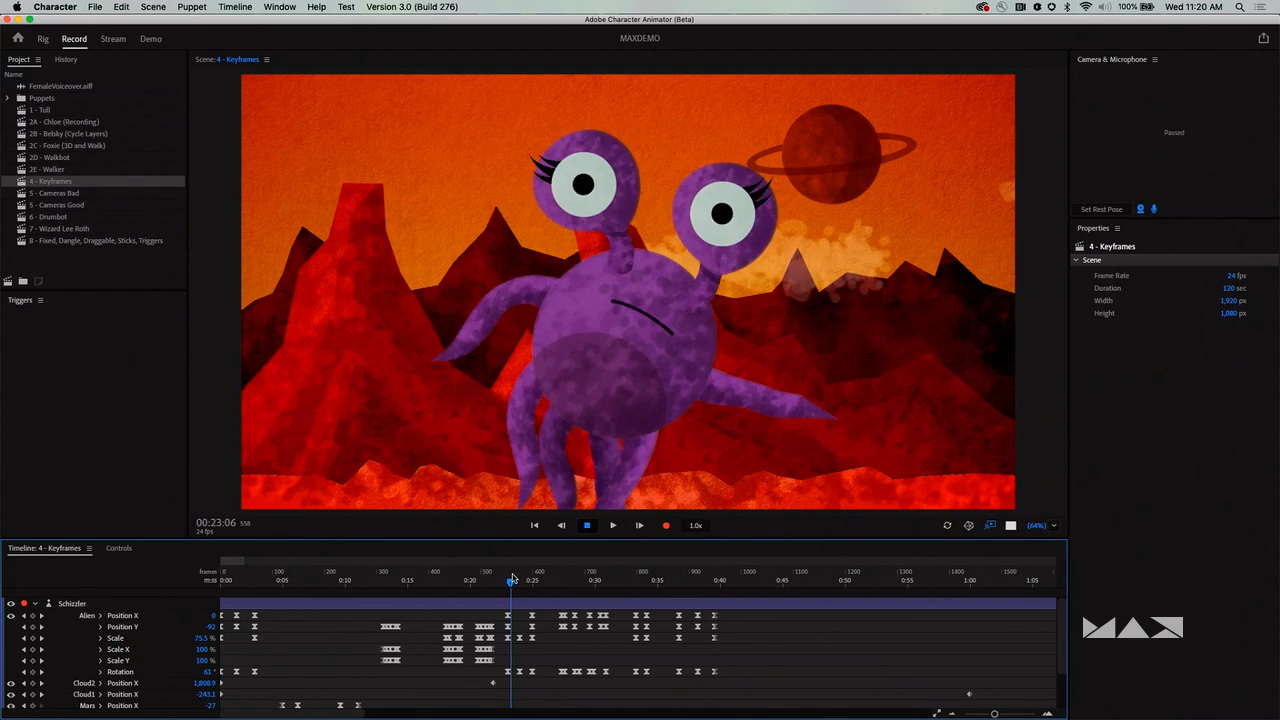 Character File Edit Scene Puppet Timeline Window Help Test Version 3.0 (Build 276) 100% Wed 11:20 AM
Adobe Character Animator (Beta)
Rig Record Stream Demo MAXDEMO
Project History
Name
FemaleVoiceover.aiff
Puppets
1 - Tull
2A - Chloe (Recording)
2B - Belsky (Cycle Layers)
2C - Foxie (3D and Walk)
2D - Walkbot
2E - Walker
4 - Keyframes
5 - Cameras Bad
5 - Cameras Good
6 - Drumbot
7 - Wizard Lee Roth
8 - Fixed, Dangle, Draggable, Sticks, Triggers
Triggers
Scene: 4 - Keyframes
00:23:06 558
24 fps
1.0x
(64%)
Camera & Microphone
Paused
Set Rest Pose
Properties
4 - Keyframes
Scene
Frame Rate 24 fps
Duration 120 sec
Width 1,920 px
Height 1,080 px
MAX
Timeline: 4 - Keyframes Controls
frames 0 100 200 300 400 500 600 700 800 900 1000 1100 1200 1300 1400 1500
m:ss 0:00 0:05 0:10 0:15 0:20 0:25 0:30 0:35 0:40 0:45 0:50 0:55 1:00 1:05
Schizzler
Alien Position X 0
Position Y -92
Scale 75.5 %
Scale X 100 %
Scale Y 100 %
Rotation 61 °
Cloud2 Position X 1,808.9
Cloud1 Position X -243.1
Mars Position X -27